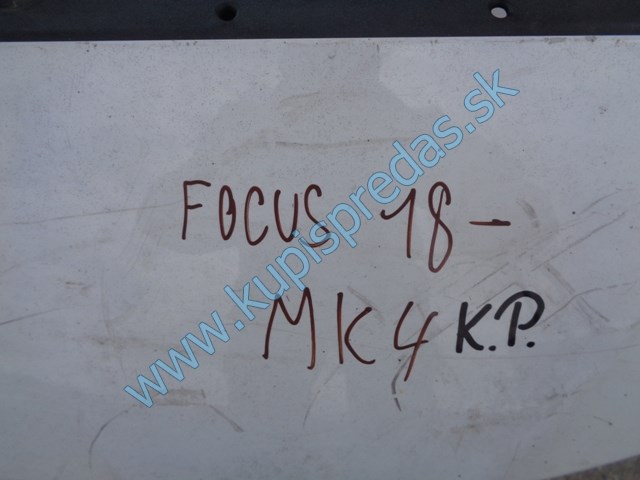 FOCUS 18-
MK4 K.P.
www.kupispredas.sk